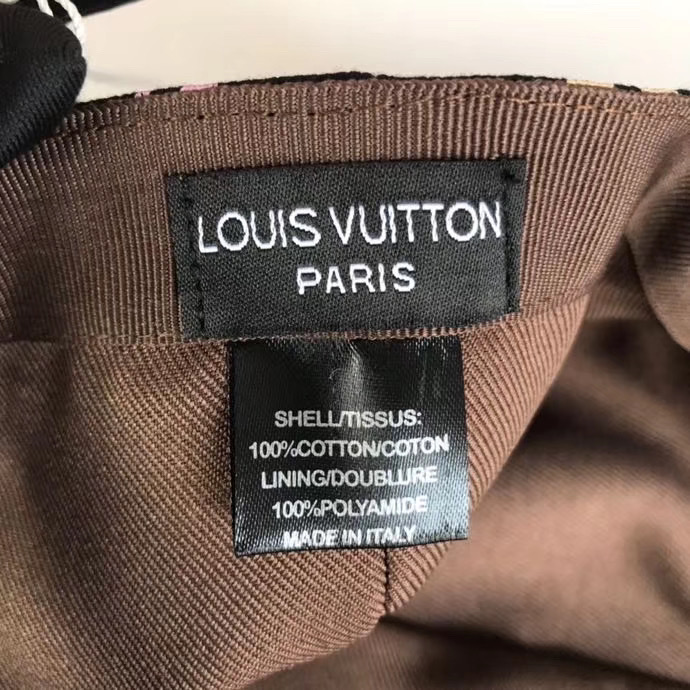 LOUIS VUITTON
PARIS
SHELL/TISSUS:
100%COTTON/COTON
LINING/DOUBLURE
100%POLYAMIDE
MADE IN ITALY